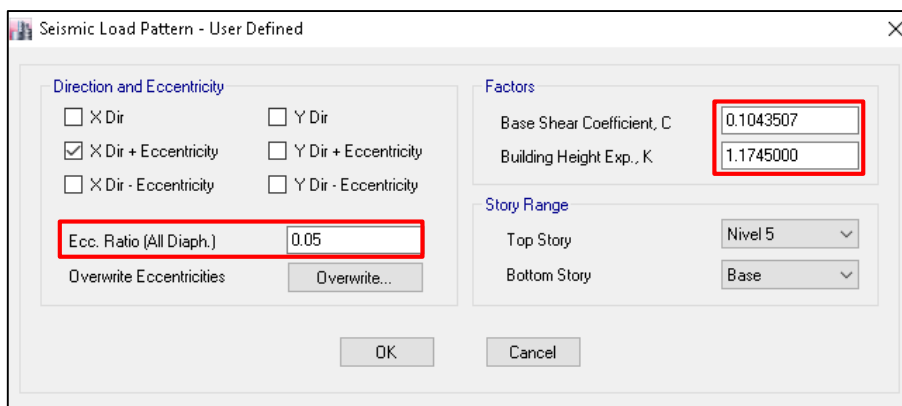 Seismic Load Pattern - User Defined
Direction and Eccentricity
X Dir
Y Dir
X Dir + Eccentricity
Y Dir + Eccentricity
X Dir - Eccentricity
Y Dir - Eccentricity
Ecc. Ratio (All Diaph.)
0.05
Overwrite Eccentricities
Overwrite...
Factors
Base Shear Coefficient, C
0.1043507
Building Height Exp., K
1.1745000
Story Range
Top Story
Nivel 5
Bottom Story
Base
OK
Cancel